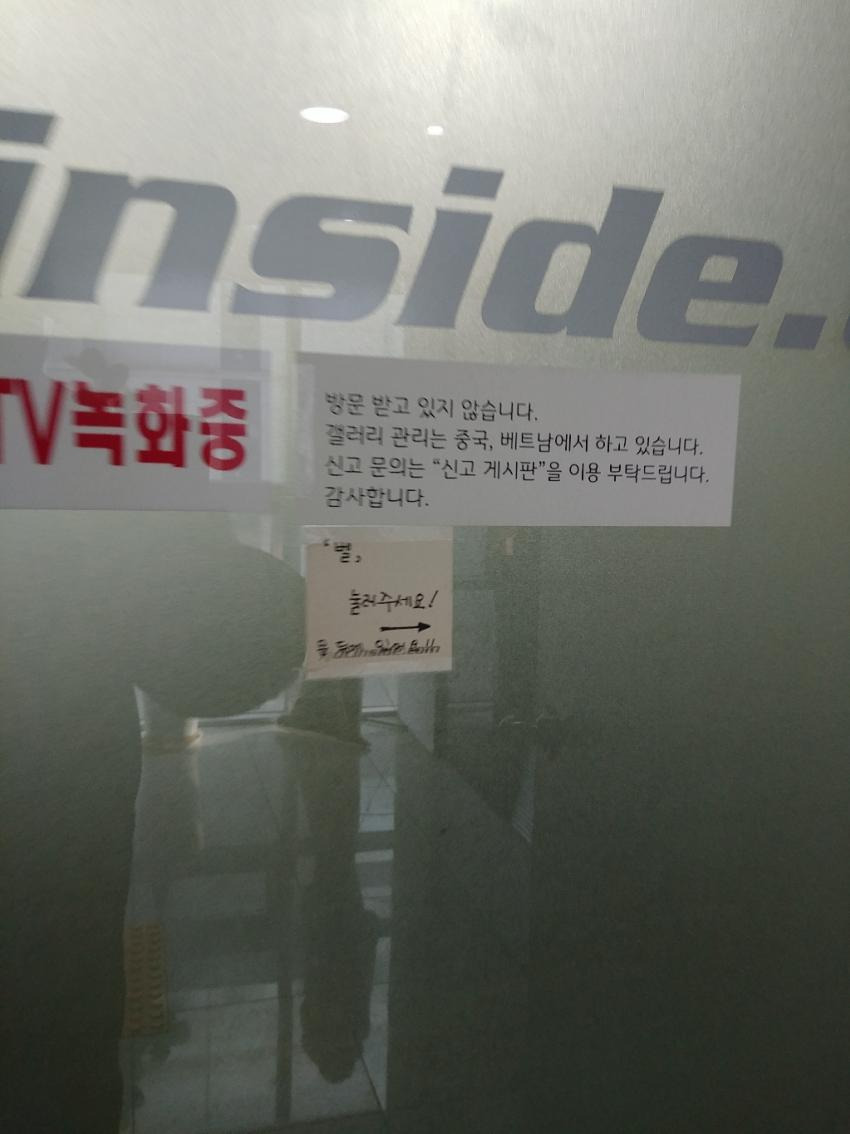 inside.
TV녹화중
방문 받고 있지 않습니다.
갤러리 관리는 중국, 베트남에서 하고 있습니다.
신고 문의는 “신고 게시판”을 이용 부탁드립니다.
감사합니다.
‘벨,
눌러주세요!